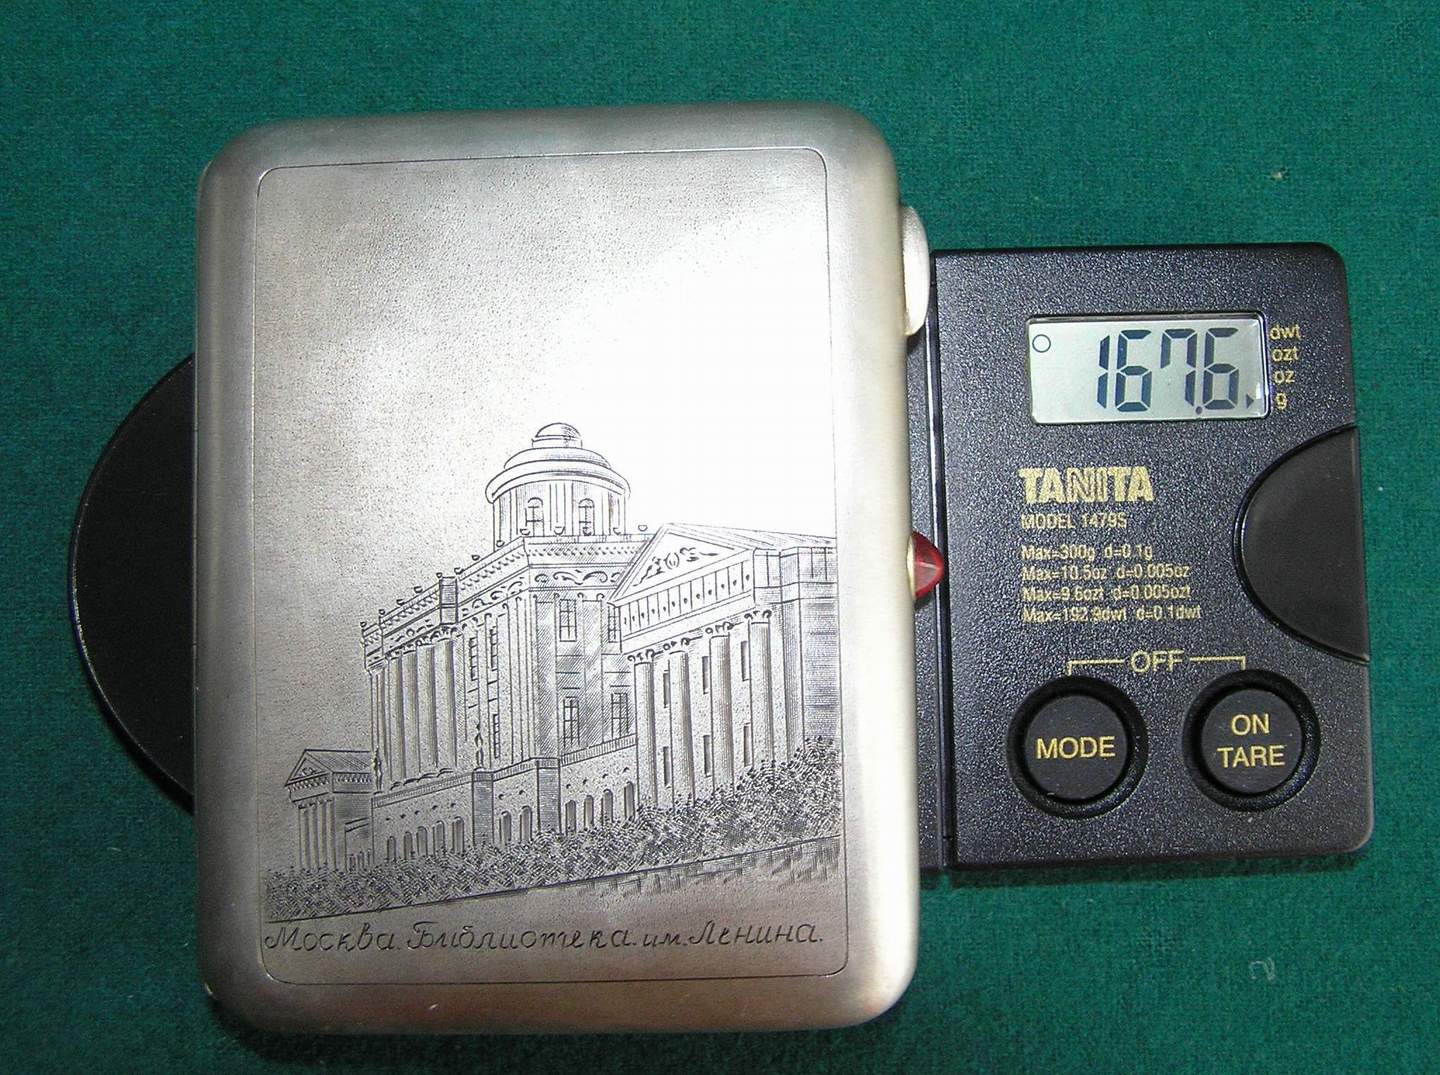 Москва. Библиотека. им. Ленина.
167.6
dwt
ozt
oz
g
TANITA
MODEL 1479S
Max=300g d=0.1g
Max=10.5oz d=0.005oz
Max=9.6ozt d=0.005ozt
Max=192.9dwt d=0.1dwt
OFF
MODE
ON
TARE